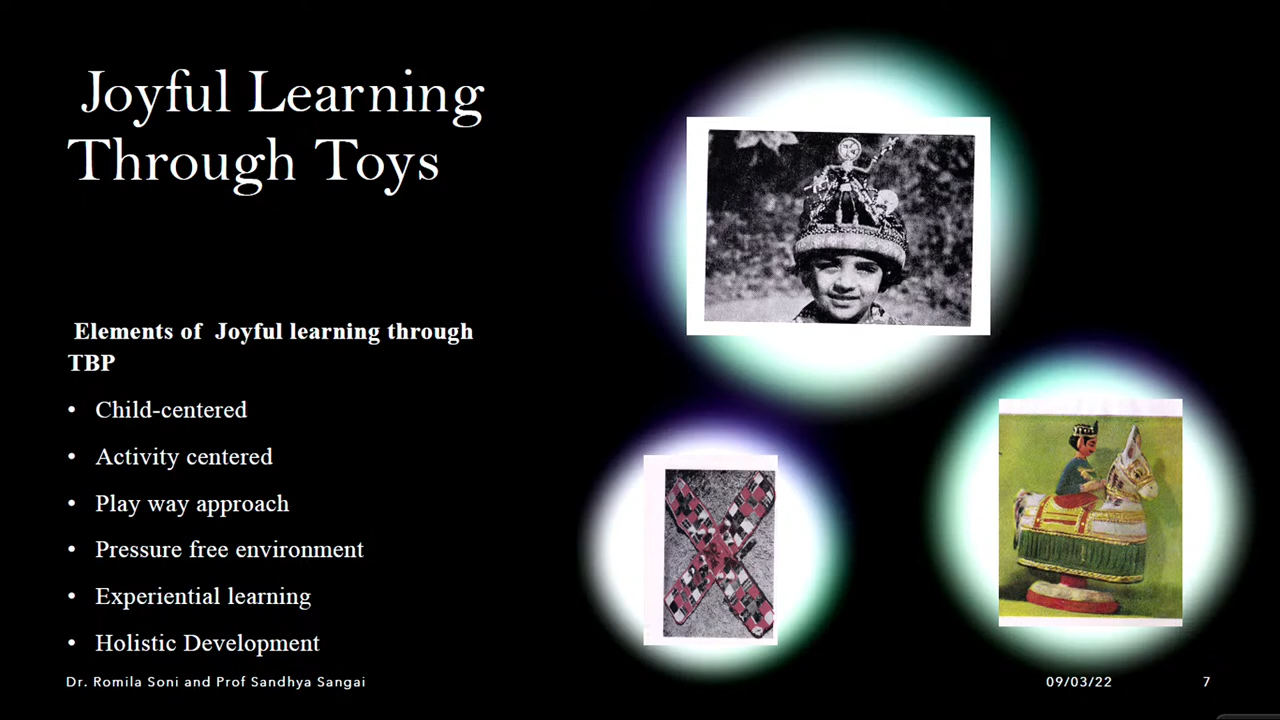 Joyful Learning
Through Toys
Elements of Joyful learning through
TBP
• Child-centered
• Activity centered
• Play way approach
• Pressure free environment
• Experiential learning
• Holistic Development
Dr. Romila Soni and Prof Sandhya Sangai
09/03/22
7